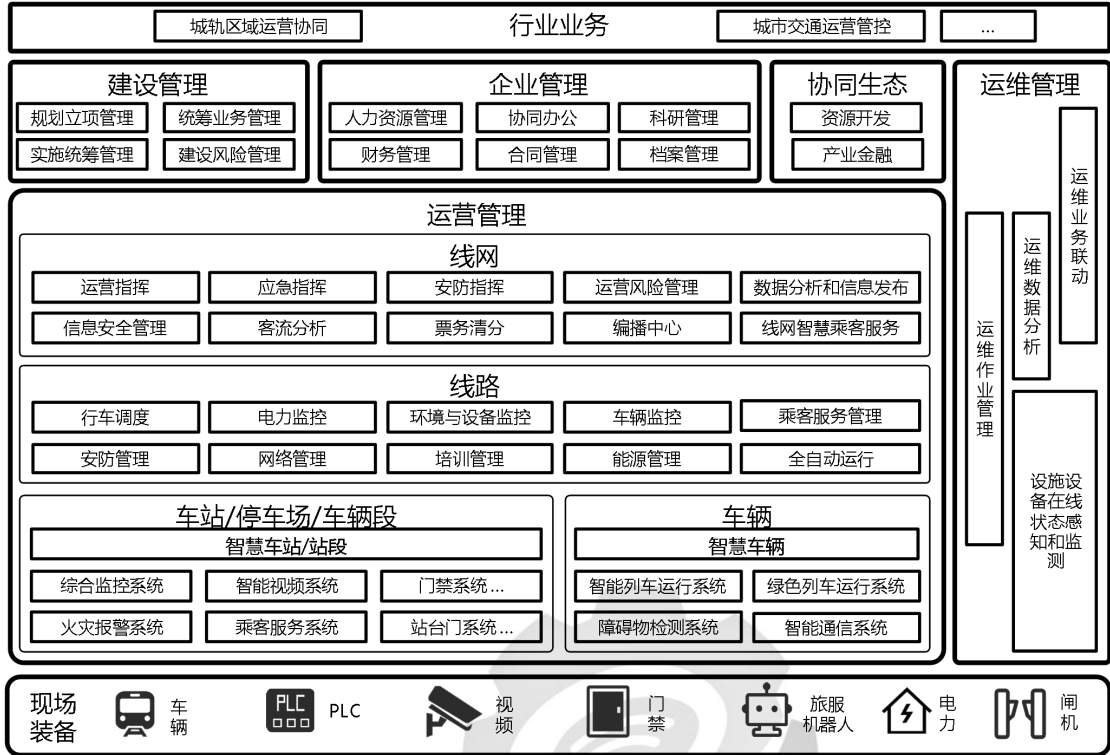 行业业务
城轨区域运营协同
城市交通运营管控
...
建设管理
规划立项管理
统筹业务管理
实施统筹管理
建设风险管理
企业管理
人力资源管理
协同办公
科研管理
财务管理
合同管理
档案管理
协同生态
资源开发
产业金融
运维管理
运维业务联动
运维数据分析
运维作业管理
设施设
备在线
状态感
知和监
测
运营管理
线网
运营指挥
应急指挥
安防指挥
运营风险管理
数据分析和信息发布
信息安全管理
客流分析
票务清分
编播中心
线网智慧乘客服务
线路
行车调度
电力监控
环境与设备监控
车辆监控
乘客服务管理
安防管理
网络管理
培训管理
能源管理
全自动运行
车站/停车场/车辆段
智慧车站/站段
综合监控系统
智能视频系统
门禁系统...
火灾报警系统
乘客服务系统
站台门系统...
车辆
智慧车辆
智能列车运行系统
绿色列车运行系统
障碍物检测系统
智能通信系统
现场
装备
车辆
PLC
PLC
视频
门禁
旅服
机器人
电力
闸机